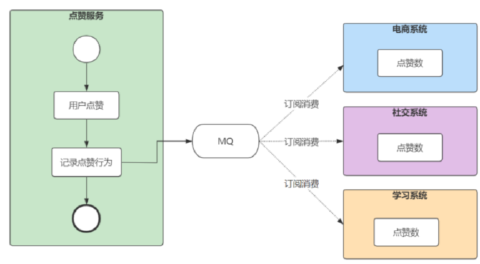 点赞服务
用户点赞
记录点赞行为
MQ
订阅消费
订阅消费
订阅消费
电商系统
点赞数
社交系统
点赞数
学习系统
点赞数